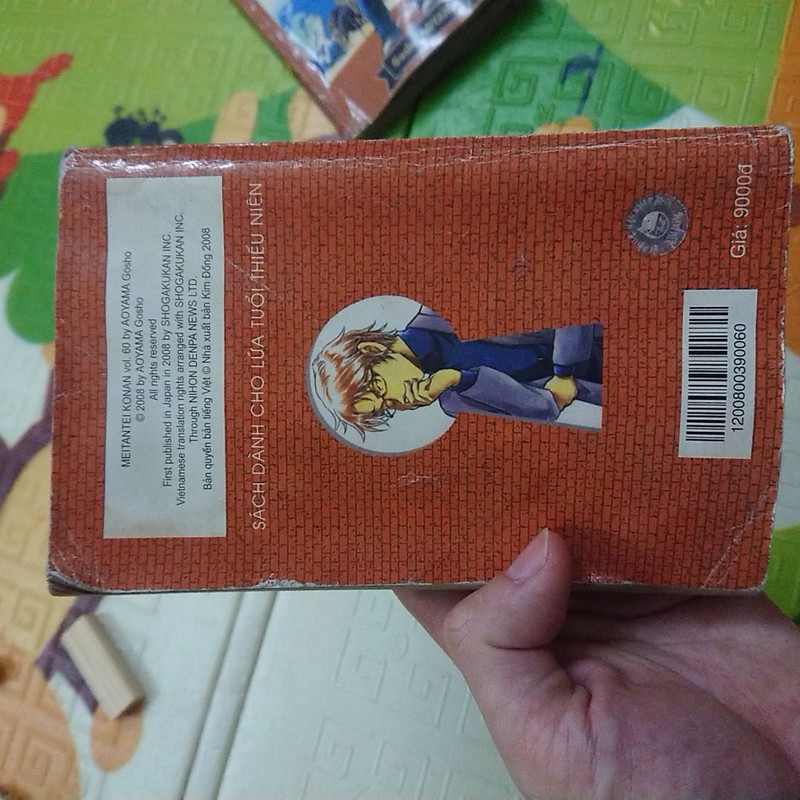 MEITANTEI KONAN vol. 60 by AOYAMA Gosho
© 2008 by AOYAMA Gosho
All rights reserved
First published in Japan in 2008 by SHOGAKUKAN INC.
Vietnamese translation rights arranged with SHOGAKUKAN INC.
Through NIHON DENPA NEWS LTD
Bản quyền bản tiếng Việt © Nhà xuất bản Kim Đồng 2008
SÁCH DÀNH CHO LỨA TUỔI THIẾU NIÊN
1200800390060
Giá: 9000đ